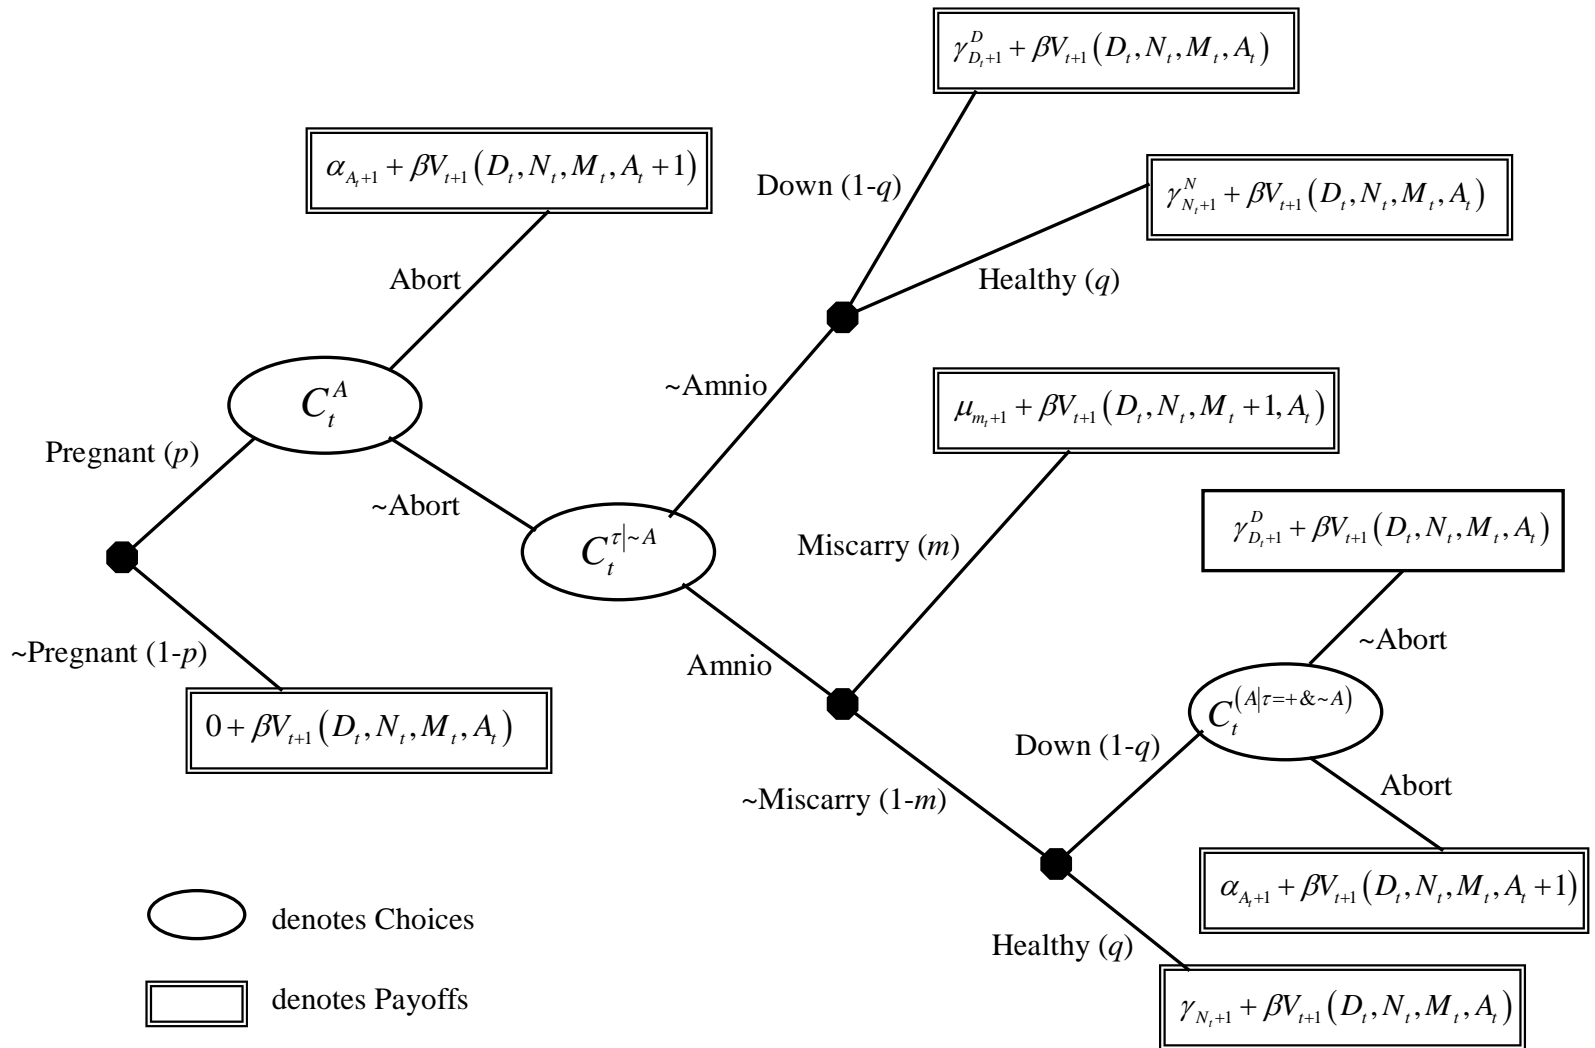 γ^D_{D_t+1} + βV_{t+1}(D_t, N_t, M_t, A_t)
α_{A_t+1} + βV_{t+1}(D_t, N_t, M_t, A_t + 1)
Down (1-q)
γ^N_{N_t+1} + βV_{t+1}(D_t, N_t, M_t, A_t)
Abort
Healthy (q)
~Amnio
C_t^A
μ_{m_t+1} + βV_{t+1}(D_t, N_t, M_t + 1, A_t)
Pregnant (p)
~Abort
C_t^{τ|~A}
Miscarry (m)
γ^D_{D_t+1} + βV_{t+1}(D_t, N_t, M_t, A_t)
~Abort
~Pregnant (1-p)
Amnio
C_t^{(A|τ=+&~A)}
0 + βV_{t+1}(D_t, N_t, M_t, A_t)
Down (1-q)
~Miscarry (1-m)
Abort
α_{A_t+1} + βV_{t+1}(D_t, N_t, M_t, A_t + 1)
denotes Choices
Healthy (q)
denotes Payoffs
γ_{N_t+1} + βV_{t+1}(D_t, N_t, M_t, A_t)